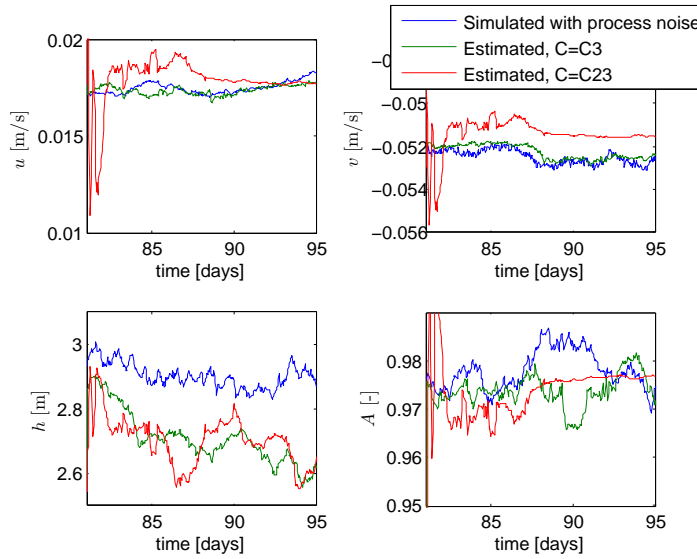 Simulated with process noise
Estimated, C=C3
Estimated, C=C23
0.02
0.015
0.01
u [m/s]
85
90
95
time [days]
−0.05
−0.052
−0.054
−0.056
v [m/s]
85
90
95
time [days]
3
2.8
2.6
h [m]
85
90
95
time [days]
0.98
0.97
0.96
0.95
A [-]
85
90
95
time [days]